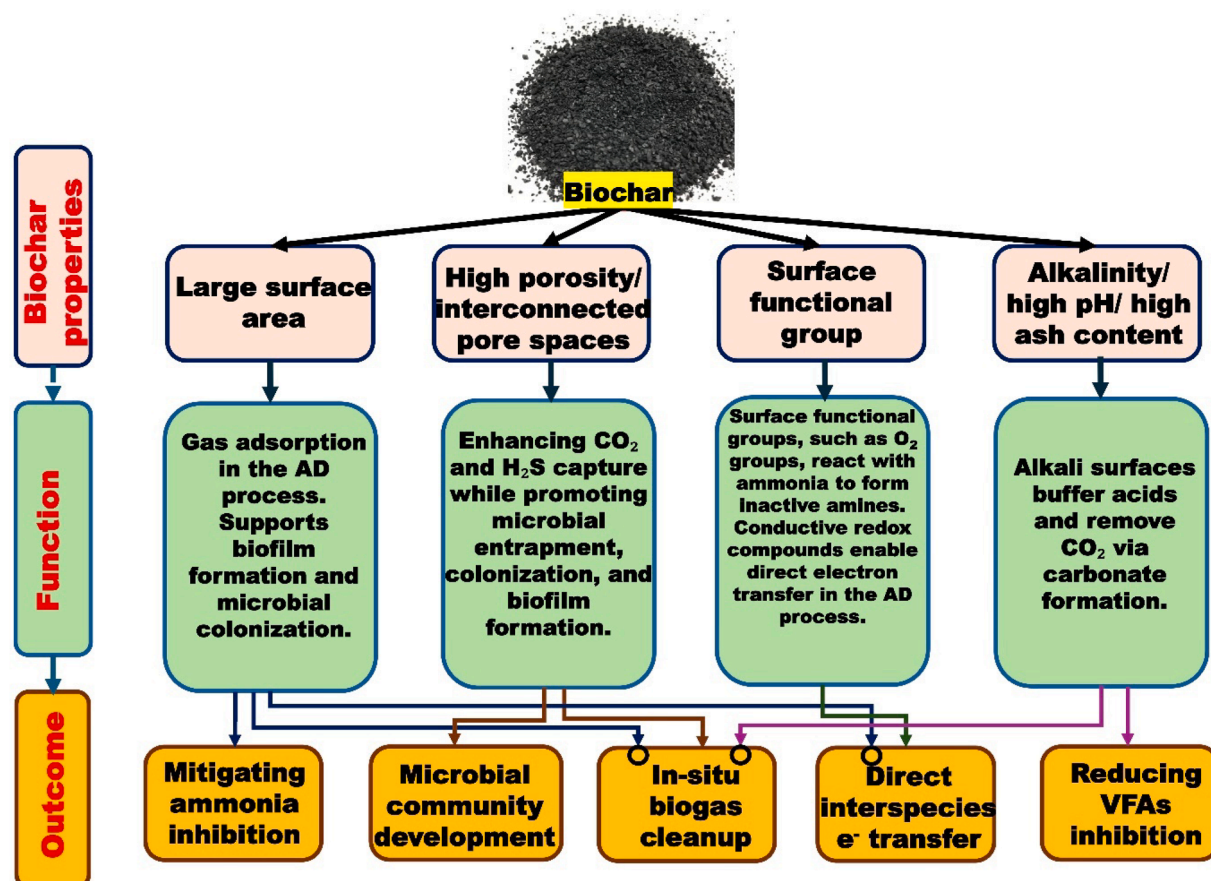 Biochar
Biochar
properties
Large surface
area
High porosity/
interconnected
pore spaces
Surface
functional
group
Alkalinity/
high pH/ high
ash content
Function
Gas adsorption
in the AD
process.
Supports
biofilm
formation and
microbial
colonization.
Enhancing CO₂
and H₂S capture
while promoting
microbial
entrapment,
colonization, and
biofilm
formation.
Surface functional
groups, such as O₂
groups, react with
ammonia to form
inactive amines.
Conductive redox
compounds enable
direct electron
transfer in the AD
process.
Alkali surfaces
buffer acids
and remove
CO₂ via
carbonate
formation.
Outcome
Mitigating
ammonia
inhibition
Microbial
community
development
In-situ
biogas
cleanup
Direct
interspecies
e⁻ transfer
Reducing
VFAs
inhibition